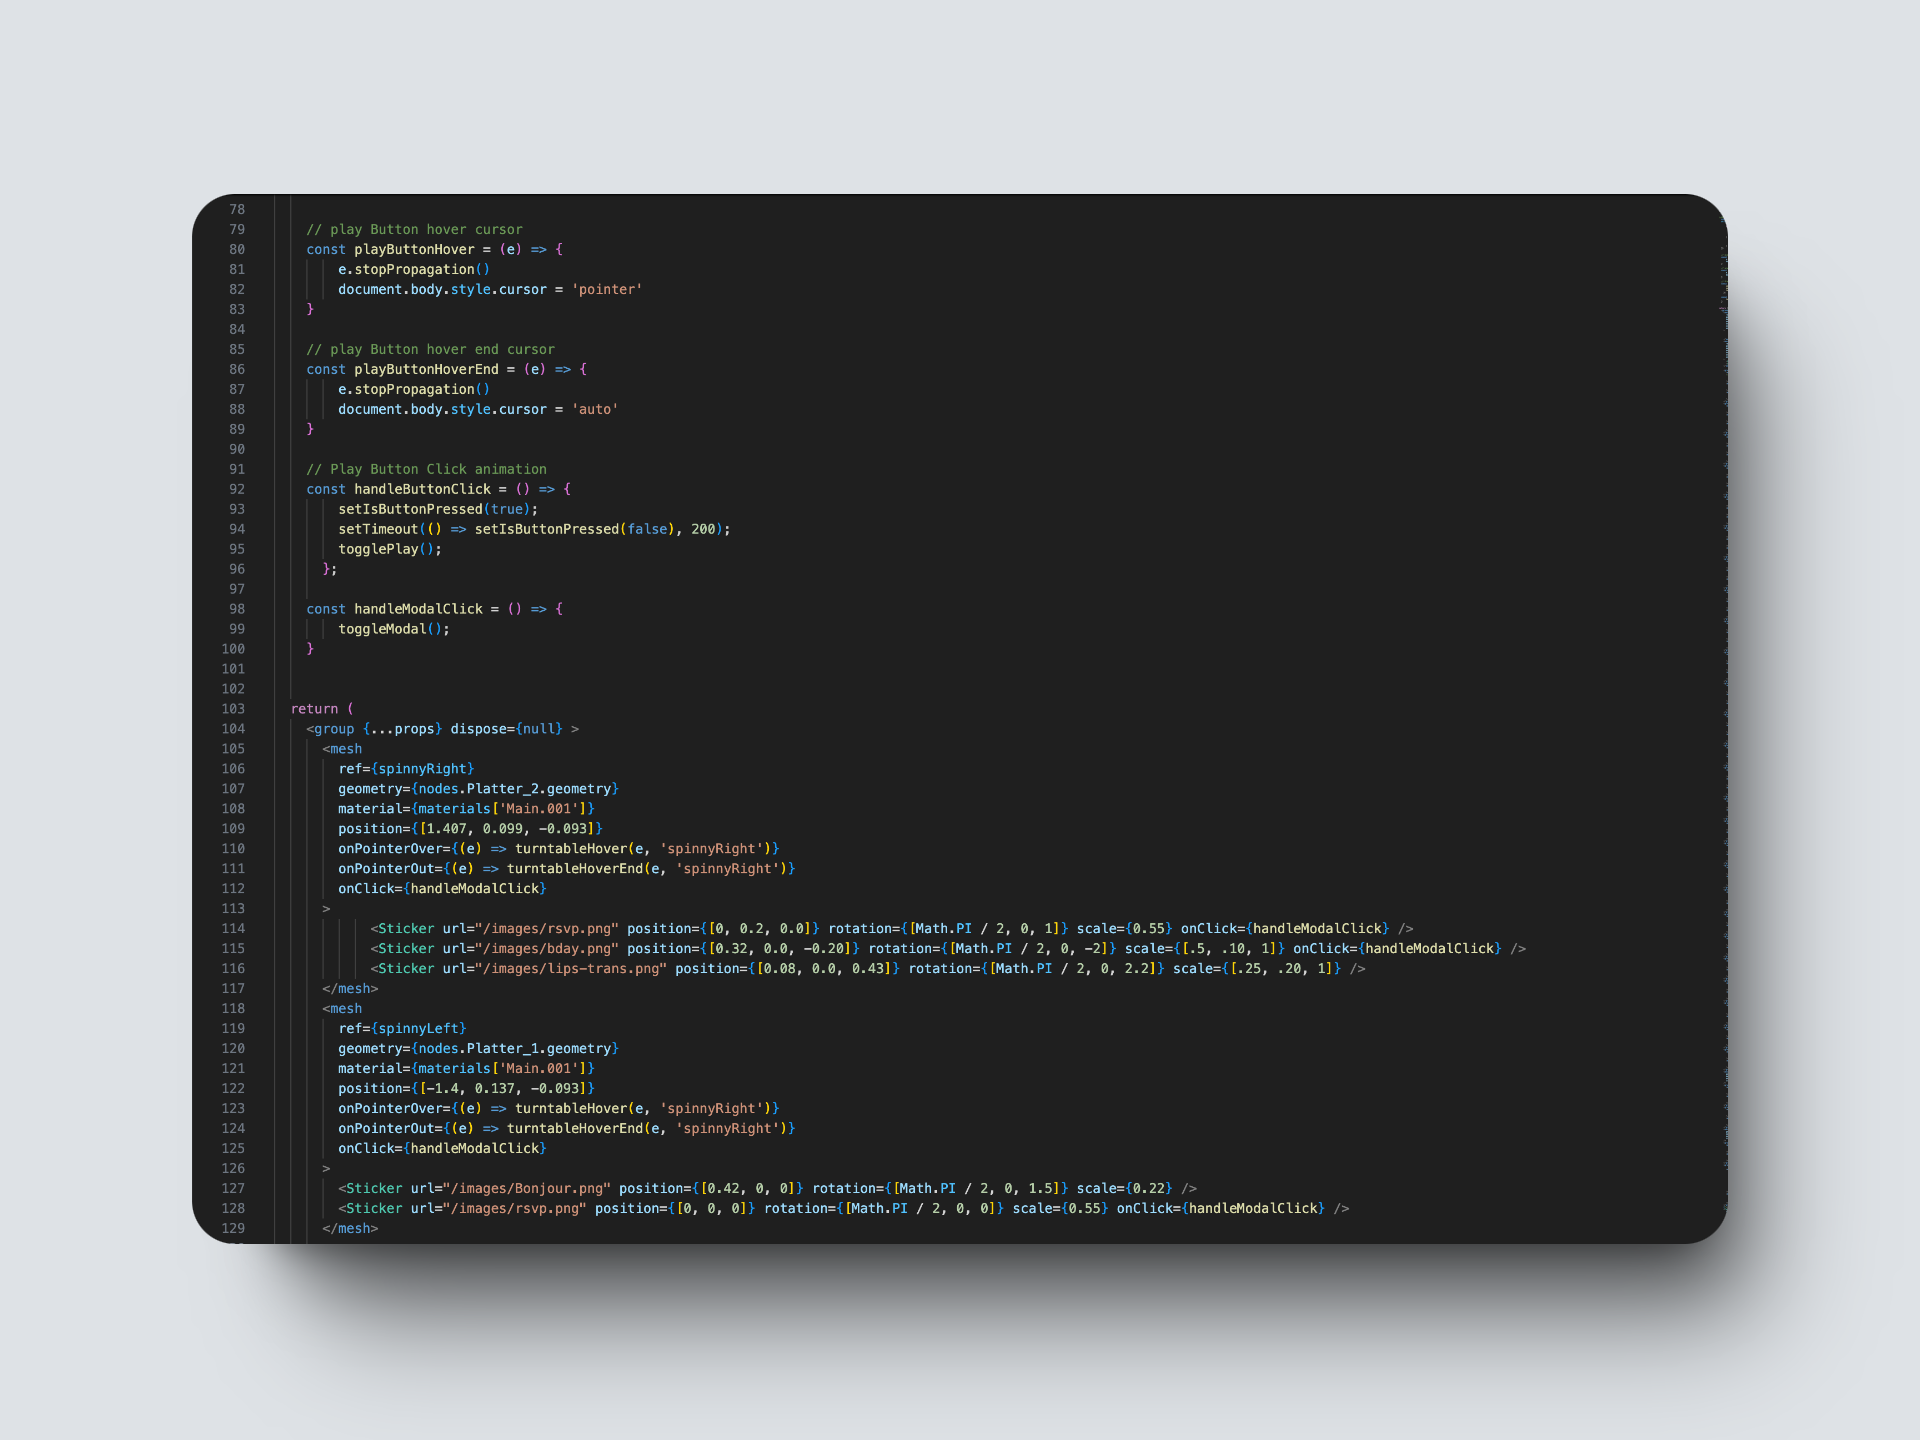 78
79 // play Button hover cursor
80 const playButtonHover = (e) => {
81 e.stopPropagation()
82 document.body.style.cursor = 'pointer'
83 }
84
85 // play Button hover end cursor
86 const playButtonHoverEnd = (e) => {
87 e.stopPropagation()
88 document.body.style.cursor = 'auto'
89 }
90
91 // Play Button Click animation
92 const handleButtonClick = () => {
93 setIsButtonPressed(true);
94 setTimeout(() => setIsButtonPressed(false), 200);
95 togglePlay();
96 };
97
98 const handleModalClick = () => {
99 toggleModal();
100 }
101
102
103 return (
104 <group {...props} dispose={null} >
105 <mesh
106 ref={spinnyRight}
107 geometry={nodes.Platter_2.geometry}
108 material={materials['Main.001']}
109 position={[1.407, 0.099, -0.093]}
110 onPointerOver={(e) => turntableHover(e, 'spinnyRight')}
111 onPointerOut={(e) => turntableHoverEnd(e, 'spinnyRight')}
112 onClick={handleModalClick}
113 >
114 <Sticker url="/images/rsvp.png" position={[0, 0.2, 0.0]} rotation={[Math.PI / 2, 0, 1]} scale={0.55} onClick={handleModalClick} />
115 <Sticker url="/images/bday.png" position={[0.32, 0.0, -0.20]} rotation={[Math.PI / 2, 0, -2]} scale={[.5, .10, 1]} onClick={handleModalClick} />
116 <Sticker url="/images/lips-trans.png" position={[0.08, 0.0, 0.43]} rotation={[Math.PI / 2, 0, 2.2]} scale={[.25, .20, 1]} />
117 </mesh>
118 <mesh
119 ref={spinnyLeft}
120 geometry={nodes.Platter_1.geometry}
121 material={materials['Main.001']}
122 position={[-1.4, 0.137, -0.093]}
123 onPointerOver={(e) => turntableHover(e, 'spinnyRight')}
124 onPointerOut={(e) => turntableHoverEnd(e, 'spinnyRight')}
125 onClick={handleModalClick}
126 >
127 <Sticker url="/images/Bonjour.png" position={[0.42, 0, 0]} rotation={[Math.PI / 2, 0, 1.5]} scale={0.22} />
128 <Sticker url="/images/rsvp.png" position={[0, 0, 0]} rotation={[Math.PI / 2, 0, 0]} scale={0.55} onClick={handleModalClick} />
129 </mesh>